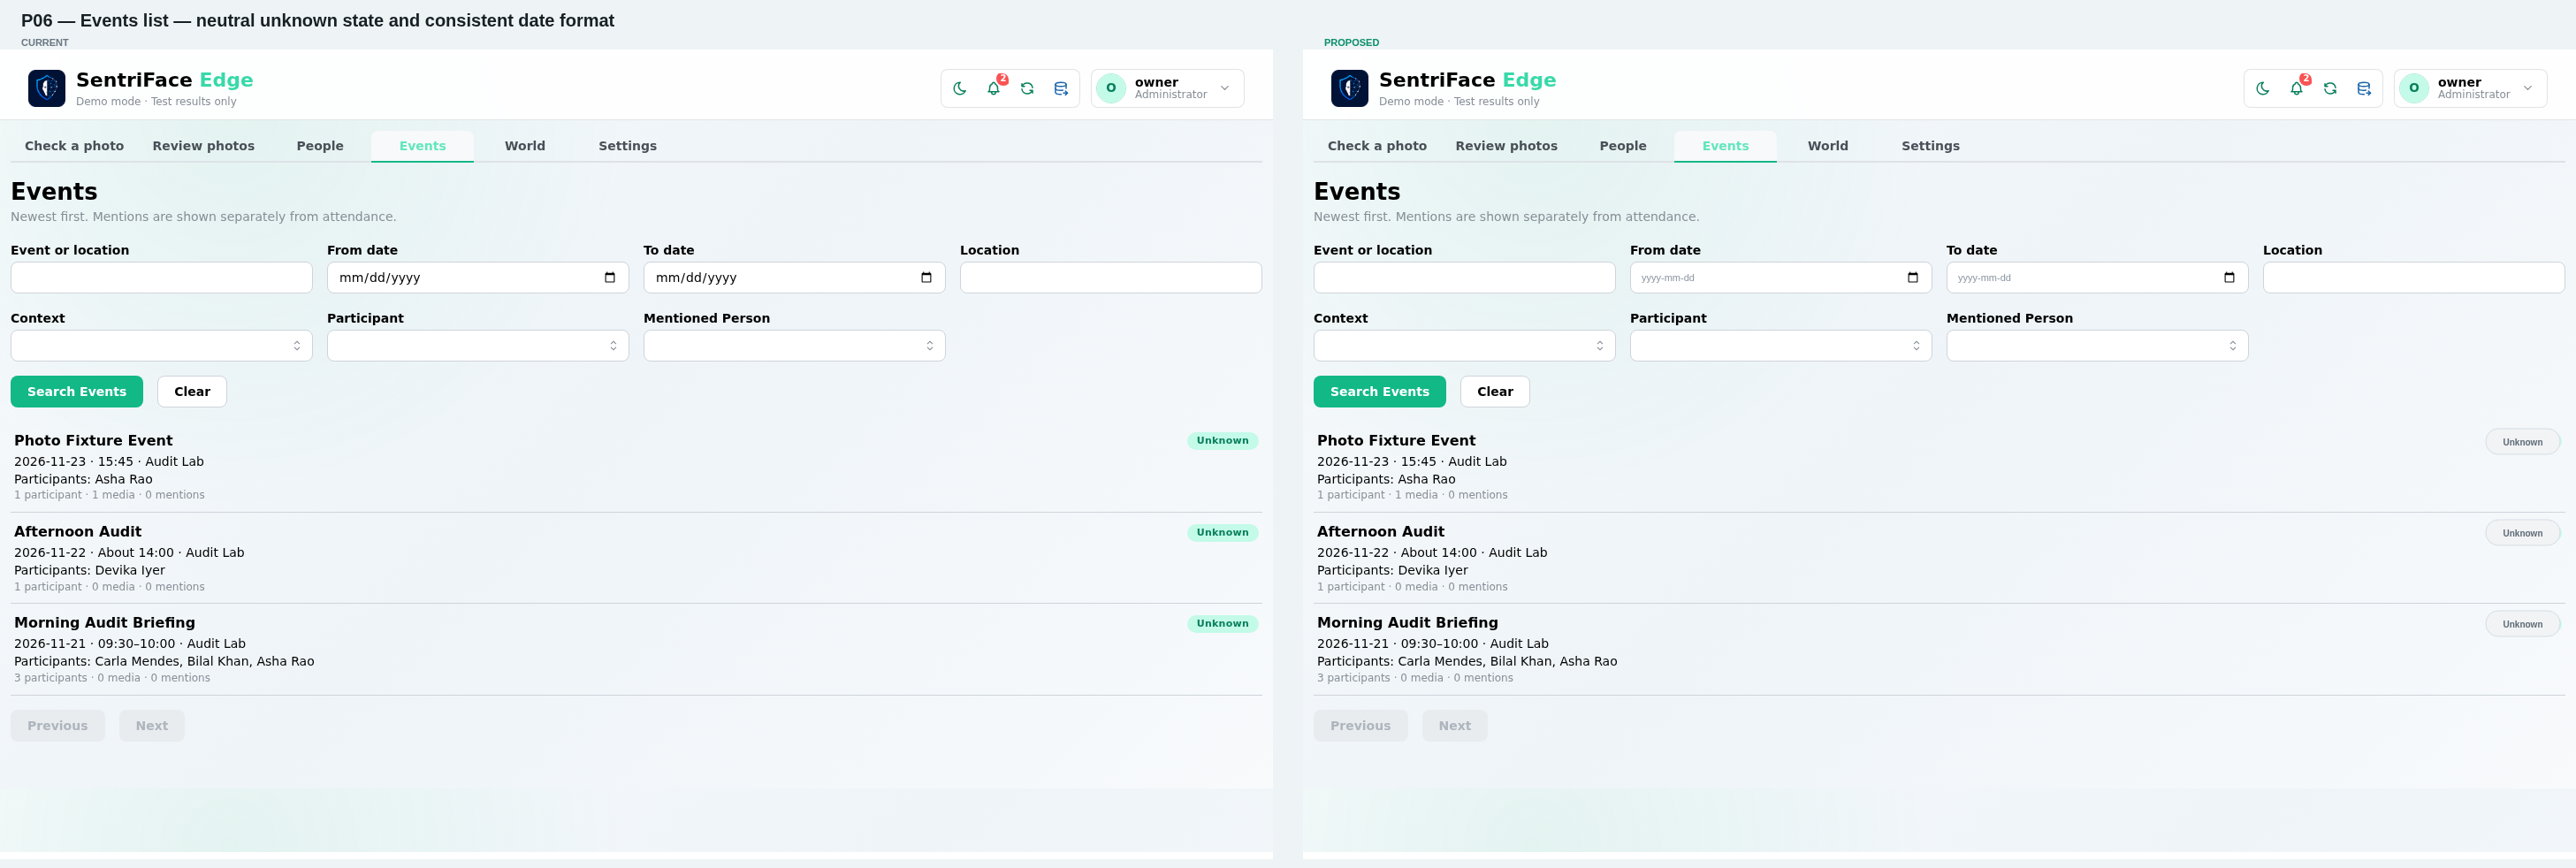 P06 — Events list — neutral unknown state and consistent date format
CURRENT
SentriFace Edge
Demo mode · Test results only
2
O
owner
Administrator
Check a photo Review photos People Events World Settings
Events
Newest first. Mentions are shown separately from attendance.
Event or location From date To date Location
mm/dd/yyyy mm/dd/yyyy
Context Participant Mentioned Person
Search Events Clear
Photo Fixture Event Unknown
2026-11-23 · 15:45 · Audit Lab
Participants: Asha Rao
1 participant · 1 media · 0 mentions
Afternoon Audit Unknown
2026-11-22 · About 14:00 · Audit Lab
Participants: Devika Iyer
1 participant · 0 media · 0 mentions
Morning Audit Briefing Unknown
2026-11-21 · 09:30–10:00 · Audit Lab
Participants: Carla Mendes, Bilal Khan, Asha Rao
3 participants · 0 media · 0 mentions
Previous Next
PROPOSED
SentriFace Edge
Demo mode · Test results only
2
O
owner
Administrator
Check a photo Review photos People Events World Settings
Events
Newest first. Mentions are shown separately from attendance.
Event or location From date To date Location
yyyy-mm-dd yyyy-mm-dd
Context Participant Mentioned Person
Search Events Clear
Photo Fixture Event Unknown
2026-11-23 · 15:45 · Audit Lab
Participants: Asha Rao
1 participant · 1 media · 0 mentions
Afternoon Audit Unknown
2026-11-22 · About 14:00 · Audit Lab
Participants: Devika Iyer
1 participant · 0 media · 0 mentions
Morning Audit Briefing Unknown
2026-11-21 · 09:30–10:00 · Audit Lab
Participants: Carla Mendes, Bilal Khan, Asha Rao
3 participants · 0 media · 0 mentions
Previous Next